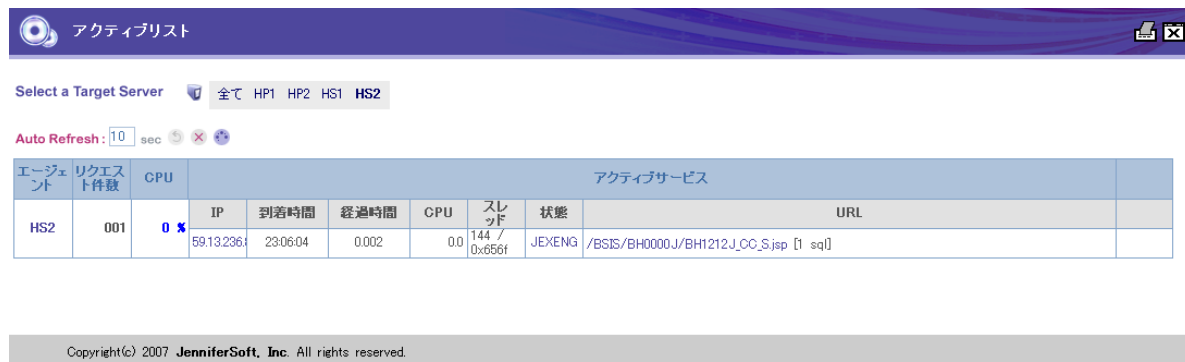 アクティブリスト
Select a Target Server 全て HP1 HP2 HS1 HS2
Auto Refresh : 10 sec
エージェント リクエスト件数 CPU アクティブサービス
HS2 001 0 %
IP 到着時間 経過時間 CPU スレッド 状態 URL
59.13.236. 23:06:04 0.002 0.0 144 / 0x656f JEXENG /BSIS/BH0000J/BH1212J_CC_S.jsp [1 sql]
Copyright(c) 2007 JenniferSoft, Inc. All rights reserved.